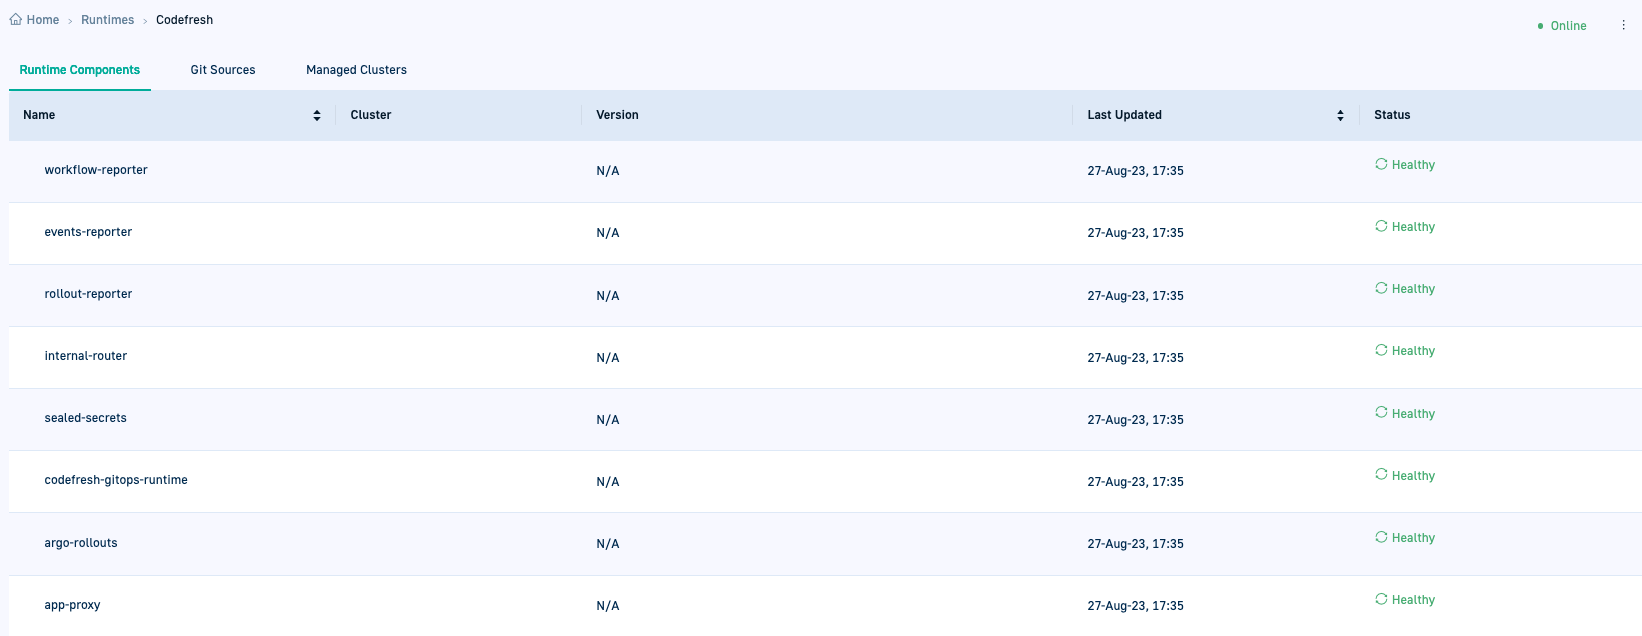 Home > Runtimes > Codefresh
Online
Runtime Components Git Sources Managed Clusters
Name Cluster Version Last Updated Status
workflow-reporter N/A 27-Aug-23, 17:35 Healthy
events-reporter N/A 27-Aug-23, 17:35 Healthy
rollout-reporter N/A 27-Aug-23, 17:35 Healthy
internal-router N/A 27-Aug-23, 17:35 Healthy
sealed-secrets N/A 27-Aug-23, 17:35 Healthy
codefresh-gitops-runtime N/A 27-Aug-23, 17:35 Healthy
argo-rollouts N/A 27-Aug-23, 17:35 Healthy
app-proxy N/A 27-Aug-23, 17:35 Healthy